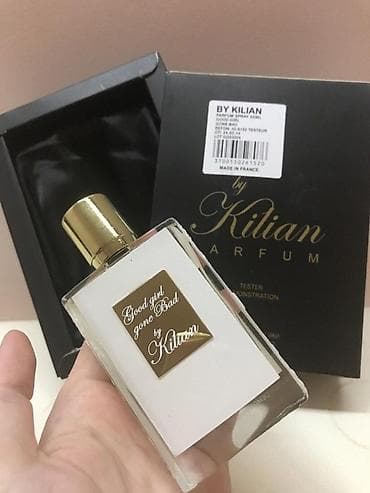 BY KILIAN
PARFUM SPRAY 50ML
GOOD GIRL
GONE BAD
3700550261520
MADE IN FRANCE
by
Kilian
PARFUM
TESTER
Good girl
gone Bad
by
Kilian